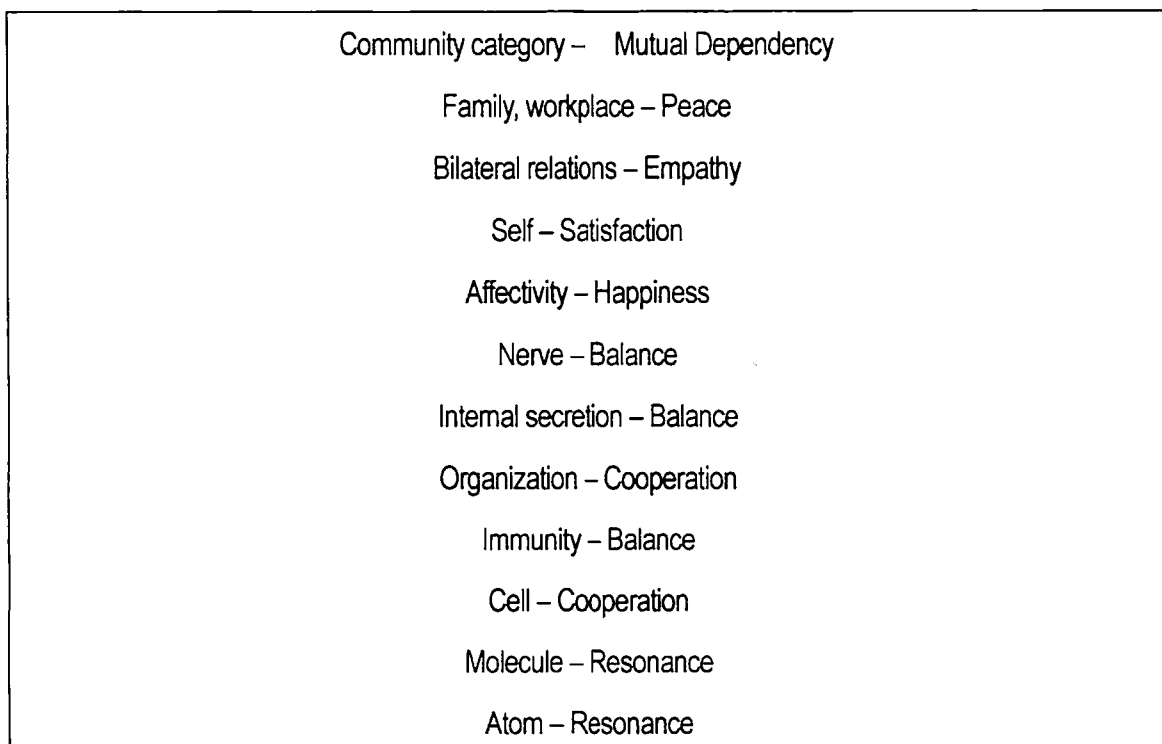 Community category – Mutual Dependency
Family, workplace – Peace
Bilateral relations – Empathy
Self – Satisfaction
Affectivity – Happiness
Nerve – Balance
Internal secretion – Balance
Organization – Cooperation
Immunity – Balance
Cell – Cooperation
Molecule – Resonance
Atom – Resonance